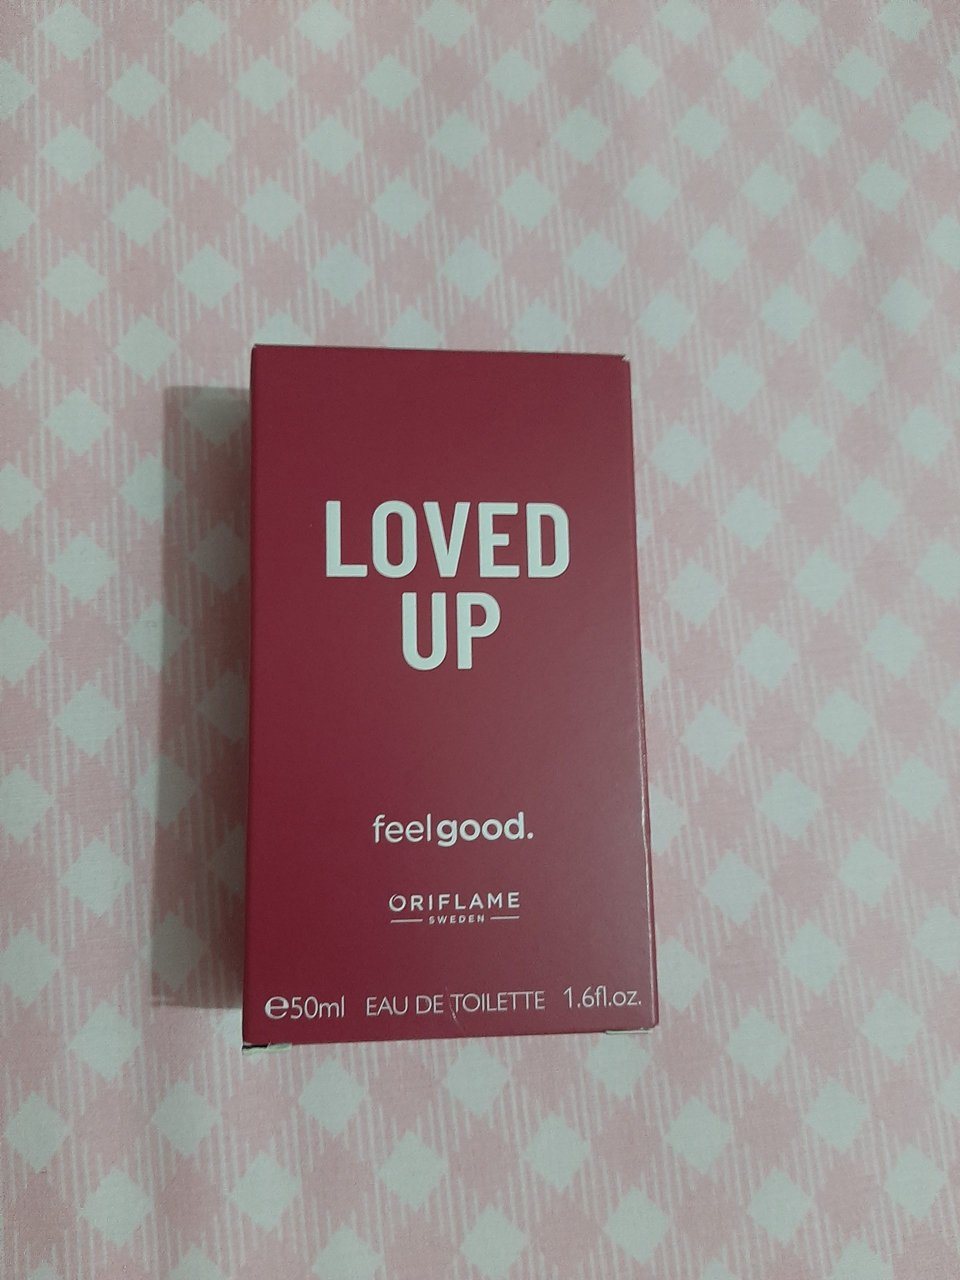 LOVED
UP
feelgood.
ORIFLAME
SWEDEN
℮50ml EAU DE TOILETTE 1.6fl.oz.